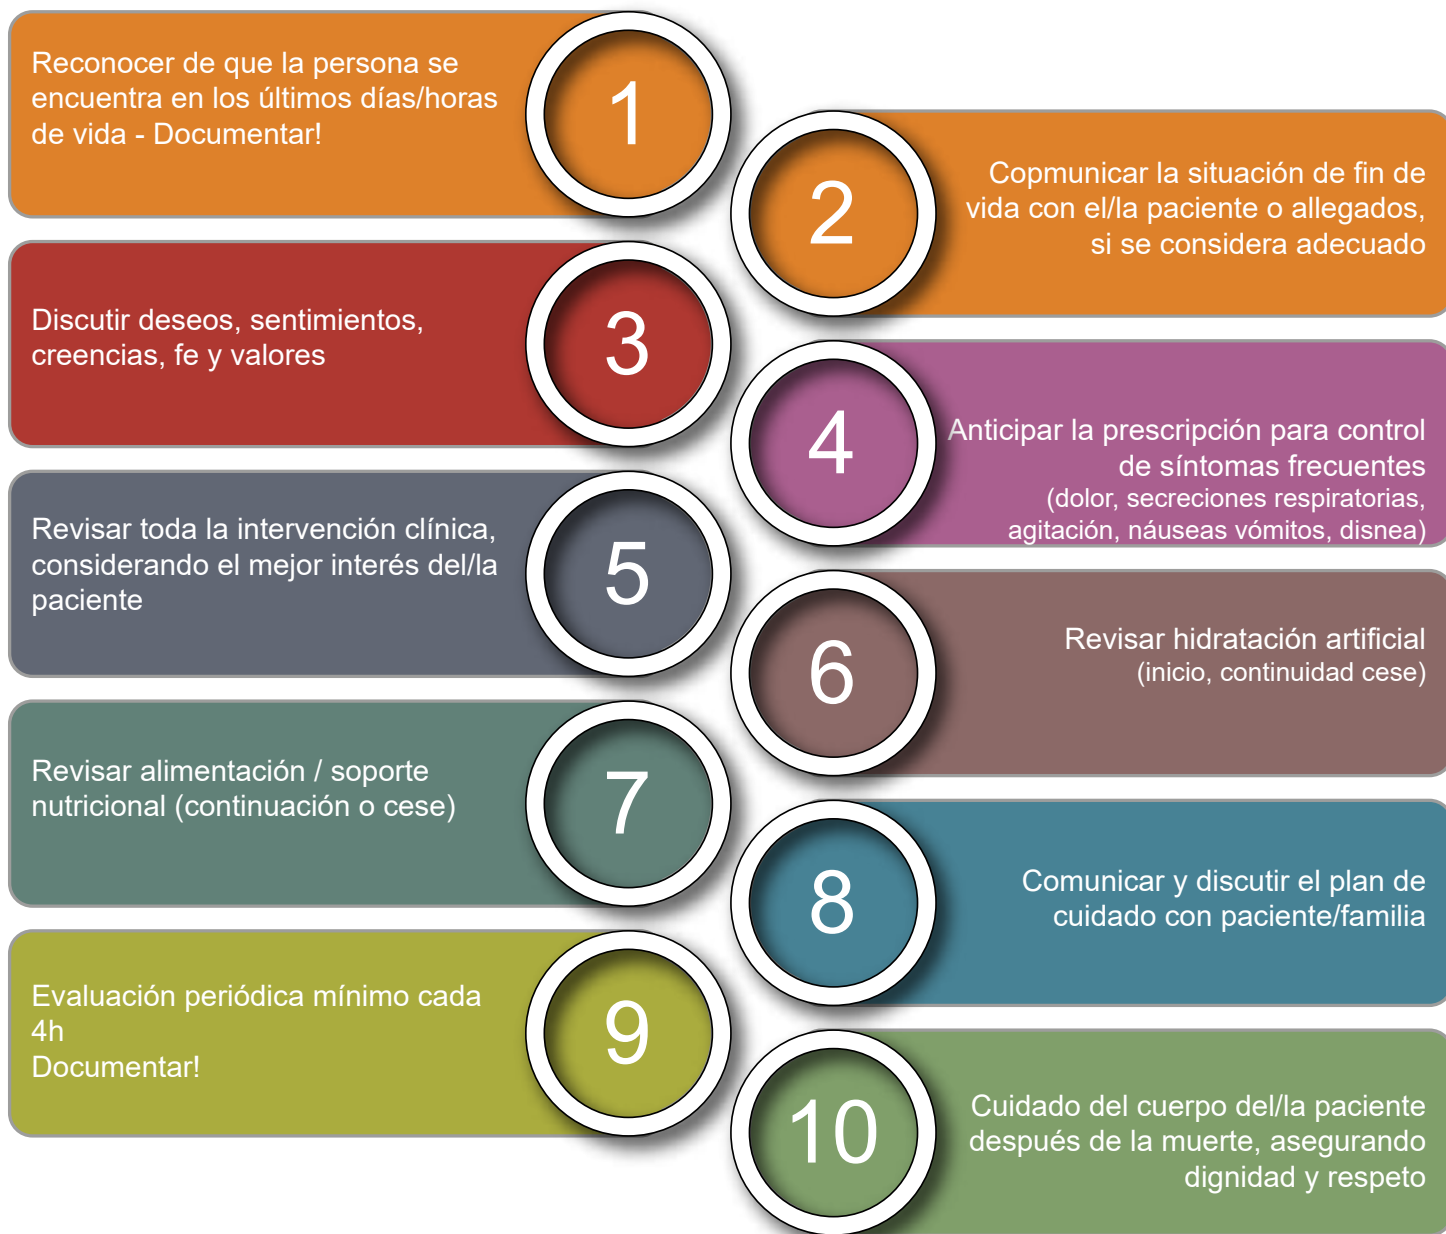 1
Reconocer de que la persona se
encuentra en los últimos días/horas
de vida - Documentar!
2
Copmunicar la situación de fin de
vida con el/la paciente o allegados,
si se considera adecuado
3
Discutir deseos, sentimientos,
creencias, fe y valores
4
Anticipar la prescripción para control
de síntomas frecuentes
(dolor, secreciones respiratorias,
agitación, náuseas vómitos, disnea)
5
Revisar toda la intervención clínica,
considerando el mejor interés del/la
paciente
6
Revisar hidratación artificial
(inicio, continuidad cese)
7
Revisar alimentación / soporte
nutricional (continuación o cese)
8
Comunicar y discutir el plan de
cuidado con paciente/familia
9
Evaluación periódica mínimo cada
4h
Documentar!
10
Cuidado del cuerpo del/la paciente
después de la muerte, asegurando
dignidad y respeto